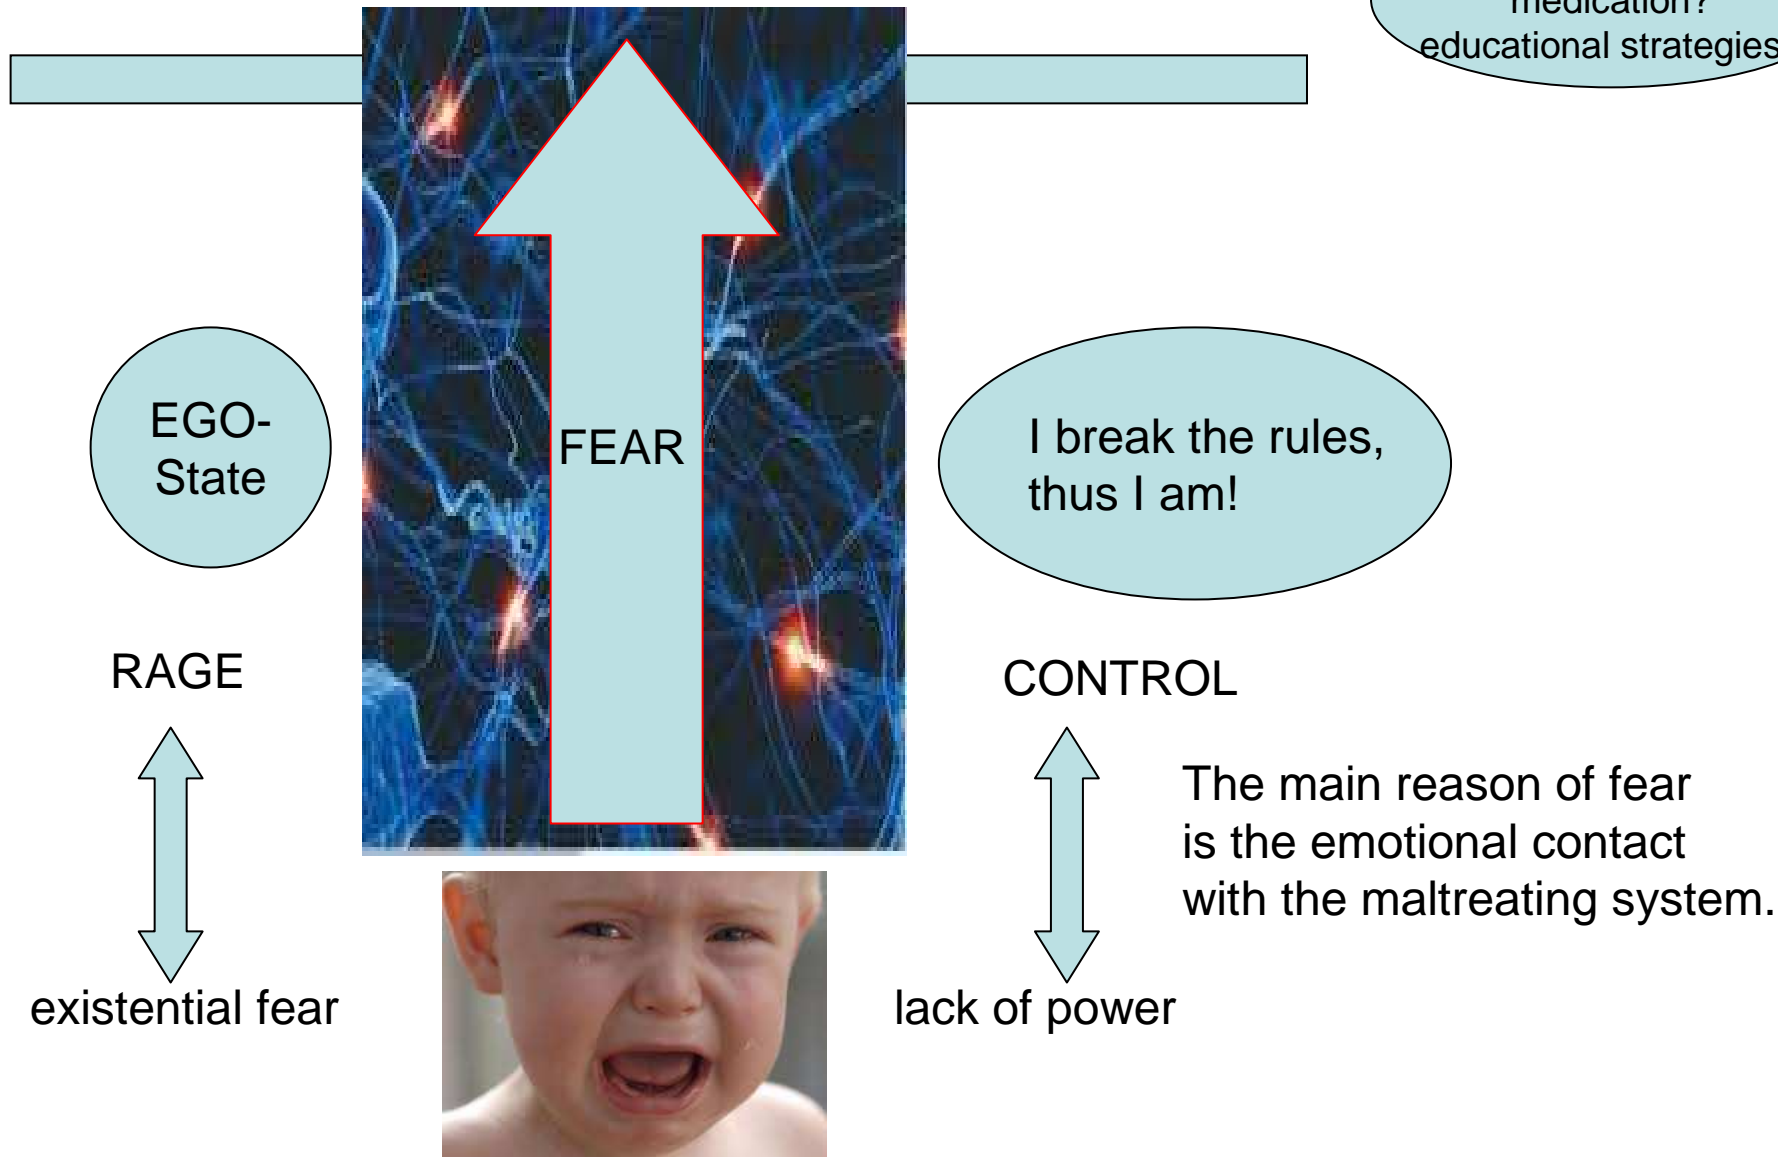 medication?
educational strategies
EGO-
State
FEAR
I break the rules,
thus I am!
RAGE
CONTROL
The main reason of fear
is the emotional contact
with the maltreating system.
existential fear
lack of power